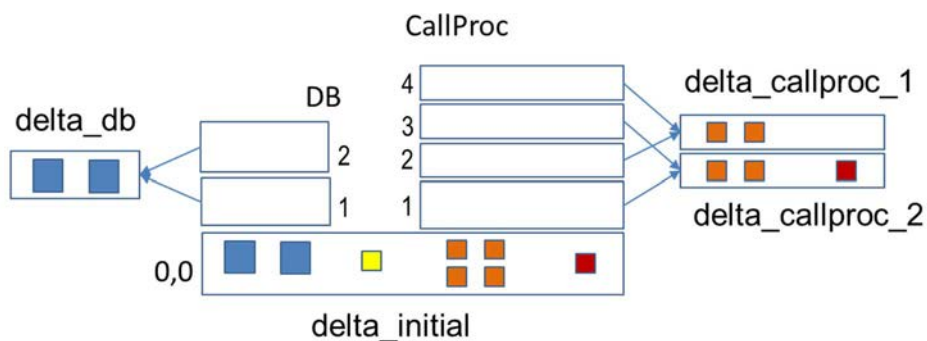 CallProc
4
delta_callproc_1
DB
3
delta_db
2
2
1
1
delta_callproc_2
0,0
delta_initial